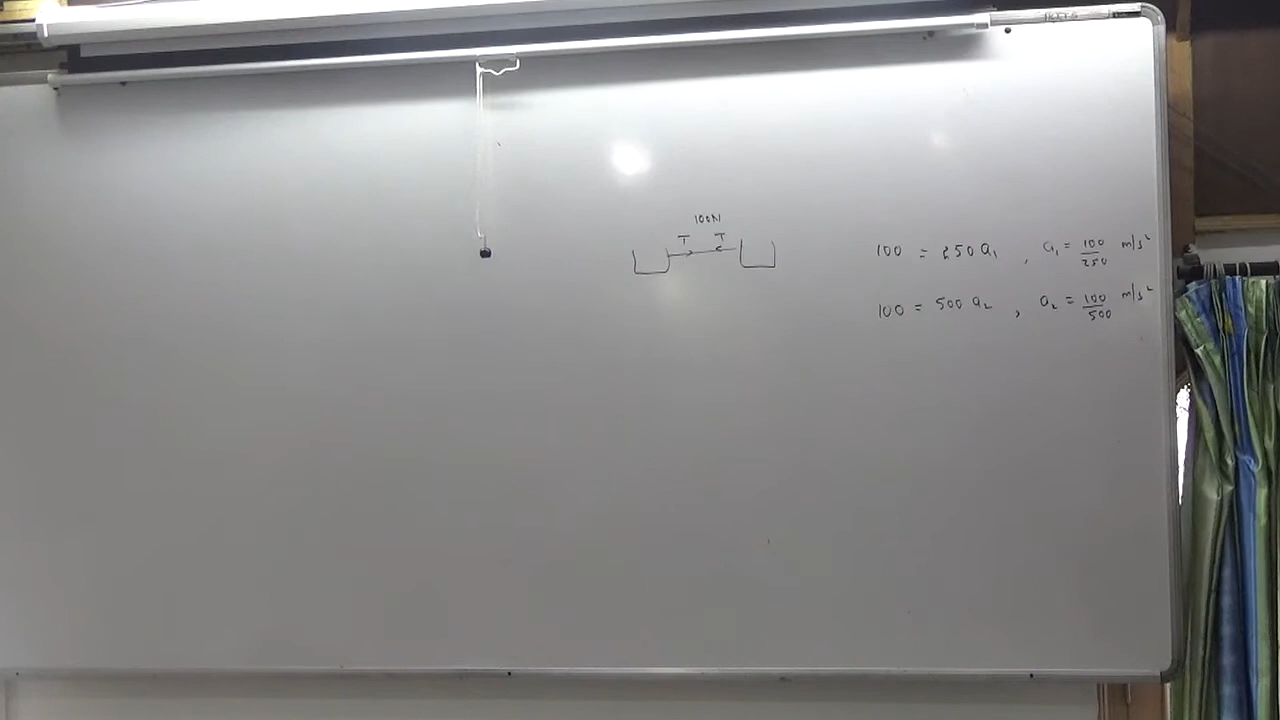 100N
T T
100 = 250 a₁ , a₁ = 100/250 m/s²
100 = 500 a₂ , a₂ = 100/500 m/s²